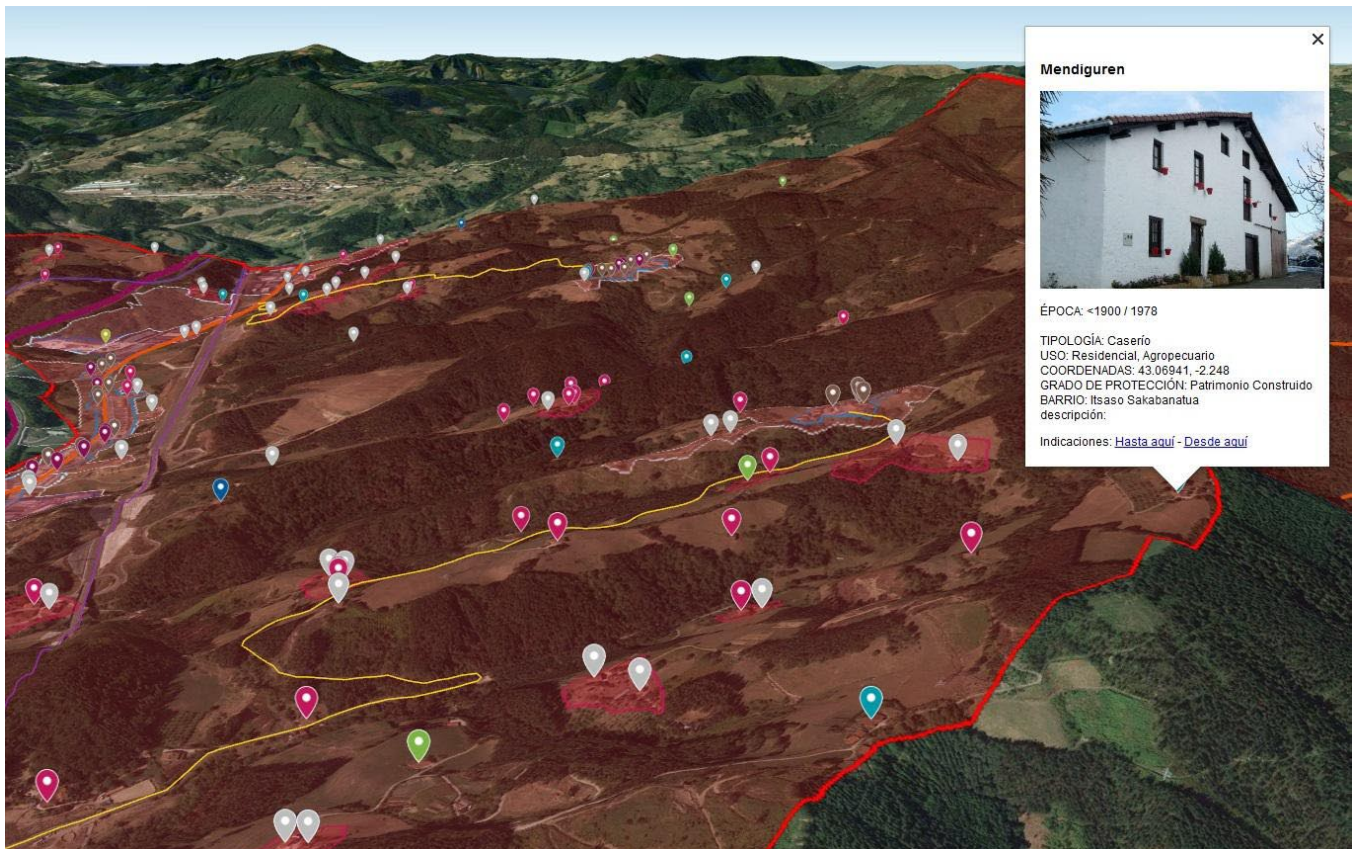 Mendiguren
ÉPOCA: <1900 / 1978
TIPOLOGÍA: Caserío
USO: Residencial, Agropecuario
COORDENADAS: 43.06941, -2.248
GRADO DE PROTECCIÓN: Patrimonio Construido
BARRIO: Itsaso Sakabanatua
descripción:
Indicaciones: Hasta aquí - Desde aquí